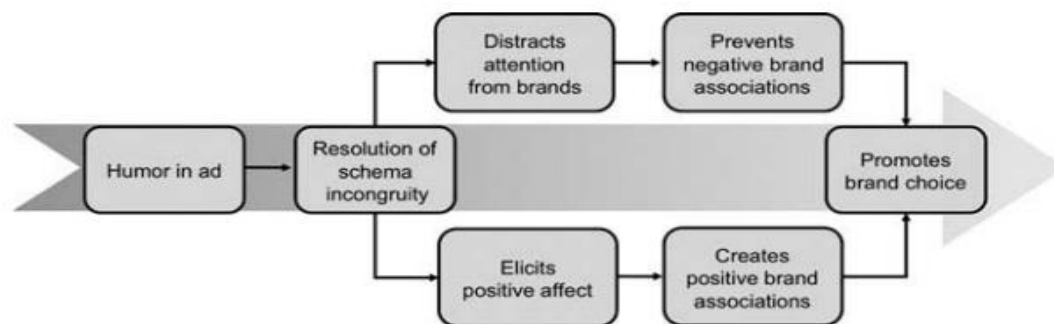 Distracts
attention
from brands
Prevents
negative brand
associations
Humor in ad
Resolution of
schema
incongruity
Promotes
brand choice
Elicits
positive affect
Creates
positive brand
associations